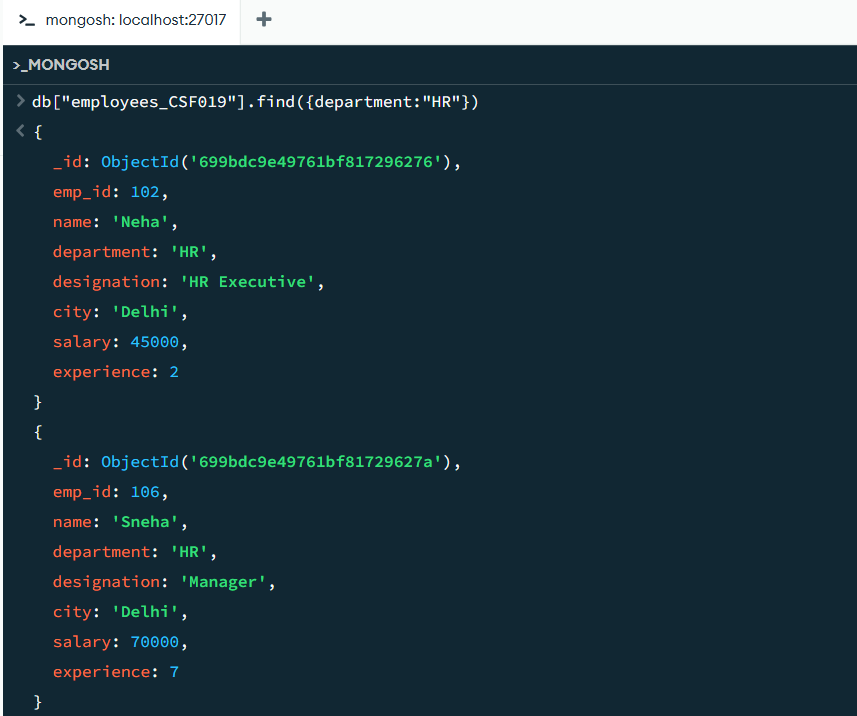 >_ mongosh: localhost:27017 +
>_MONGOSH
> db["employees_CSF019"].find({department:"HR"})
< {
_id: ObjectId('699bdc9e49761bf817296276'),
emp_id: 102,
name: 'Neha',
department: 'HR',
designation: 'HR Executive',
city: 'Delhi',
salary: 45000,
experience: 2
}
{
_id: ObjectId('699bdc9e49761bf81729627a'),
emp_id: 106,
name: 'Sneha',
department: 'HR',
designation: 'Manager',
city: 'Delhi',
salary: 70000,
experience: 7
}